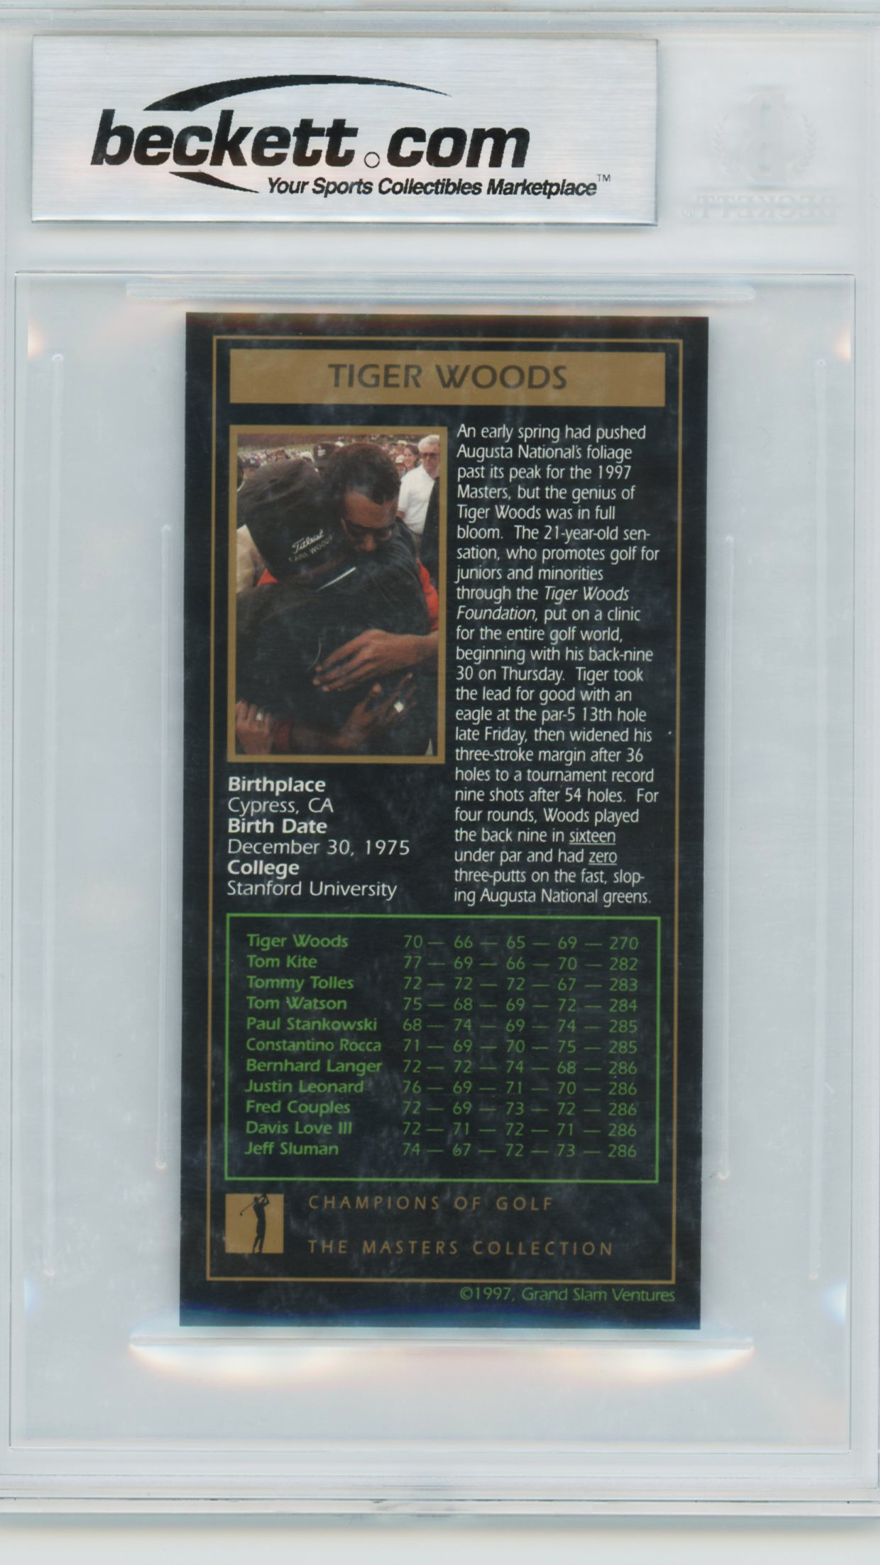 beckett.com
Your Sports Collectibles Marketplace™
BECKETT
TIGER WOODS
Titleist
An early spring had pushed
Augusta National's foliage
past its peak for the 1997
Masters, but the genius of
Tiger Woods was in full
bloom. The 21-year-old sen-
sation, who promotes golf for
juniors and minorities
through the Tiger Woods
Foundation, put on a clinic
for the entire golf world,
beginning with his back-nine
30 on Thursday. Tiger took
the lead for good with an
eagle at the par-5 13th hole
late Friday, then widened his
three-stroke margin after 36
holes to a tournament record
nine shots after 54 holes. For
four rounds, Woods played
the back nine in sixteen
under par and had zero
three-putts on the fast, slop-
ing Augusta National greens.
Birthplace
Cypress, CA
Birth Date
December 30, 1975
College
Stanford University
Tiger Woods 70 — 66 — 65 — 69 — 270
Tom Kite 77 — 69 — 66 — 70 — 282
Tommy Tolles 72 — 72 — 72 — 67 — 283
Tom Watson 75 — 68 — 69 — 72 — 284
Paul Stankowski 68 — 74 — 69 — 74 — 285
Constantino Rocca 71 — 69 — 70 — 75 — 285
Bernhard Langer 72 — 72 — 74 — 68 — 286
Justin Leonard 76 — 69 — 71 — 70 — 286
Fred Couples 72 — 69 — 73 — 72 — 286
Davis Love III 72 — 71 — 72 — 71 — 286
Jeff Sluman 74 — 67 — 72 — 73 — 286
CHAMPIONS OF GOLF
THE MASTERS COLLECTION
©1997, Grand Slam Ventures